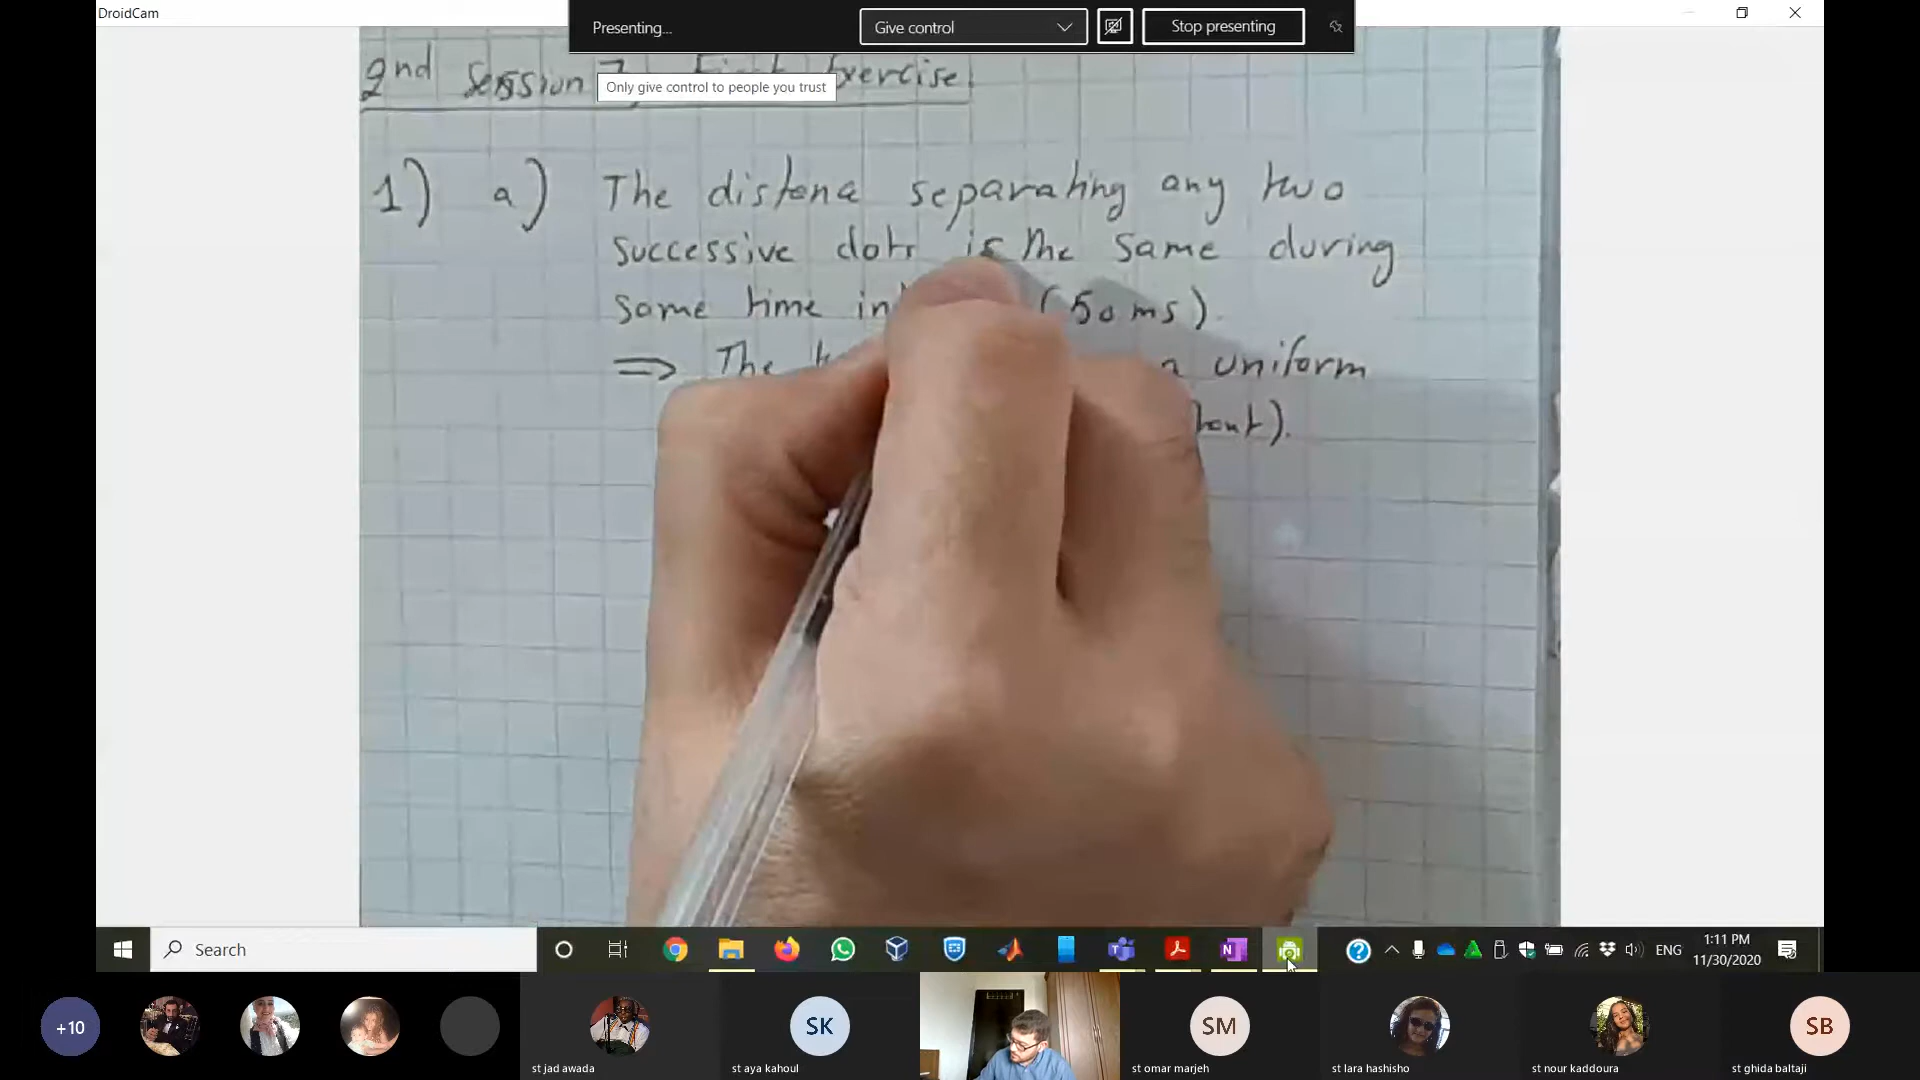 DroidCam
Presenting...
Give control
Stop presenting
Only give control to people you trust
2nd Session Exercise
1) a) The distance separating any two
successive dots is the same during
same time (50 ms).
⇒ The uniform
Search
ENG
1:11 PM
11/30/2020
+10
SK
SM
SB
st jad awada
st aya kahoul
st omar marjeh
st lara hashisho
st nour kaddoura
st ghida baltaji